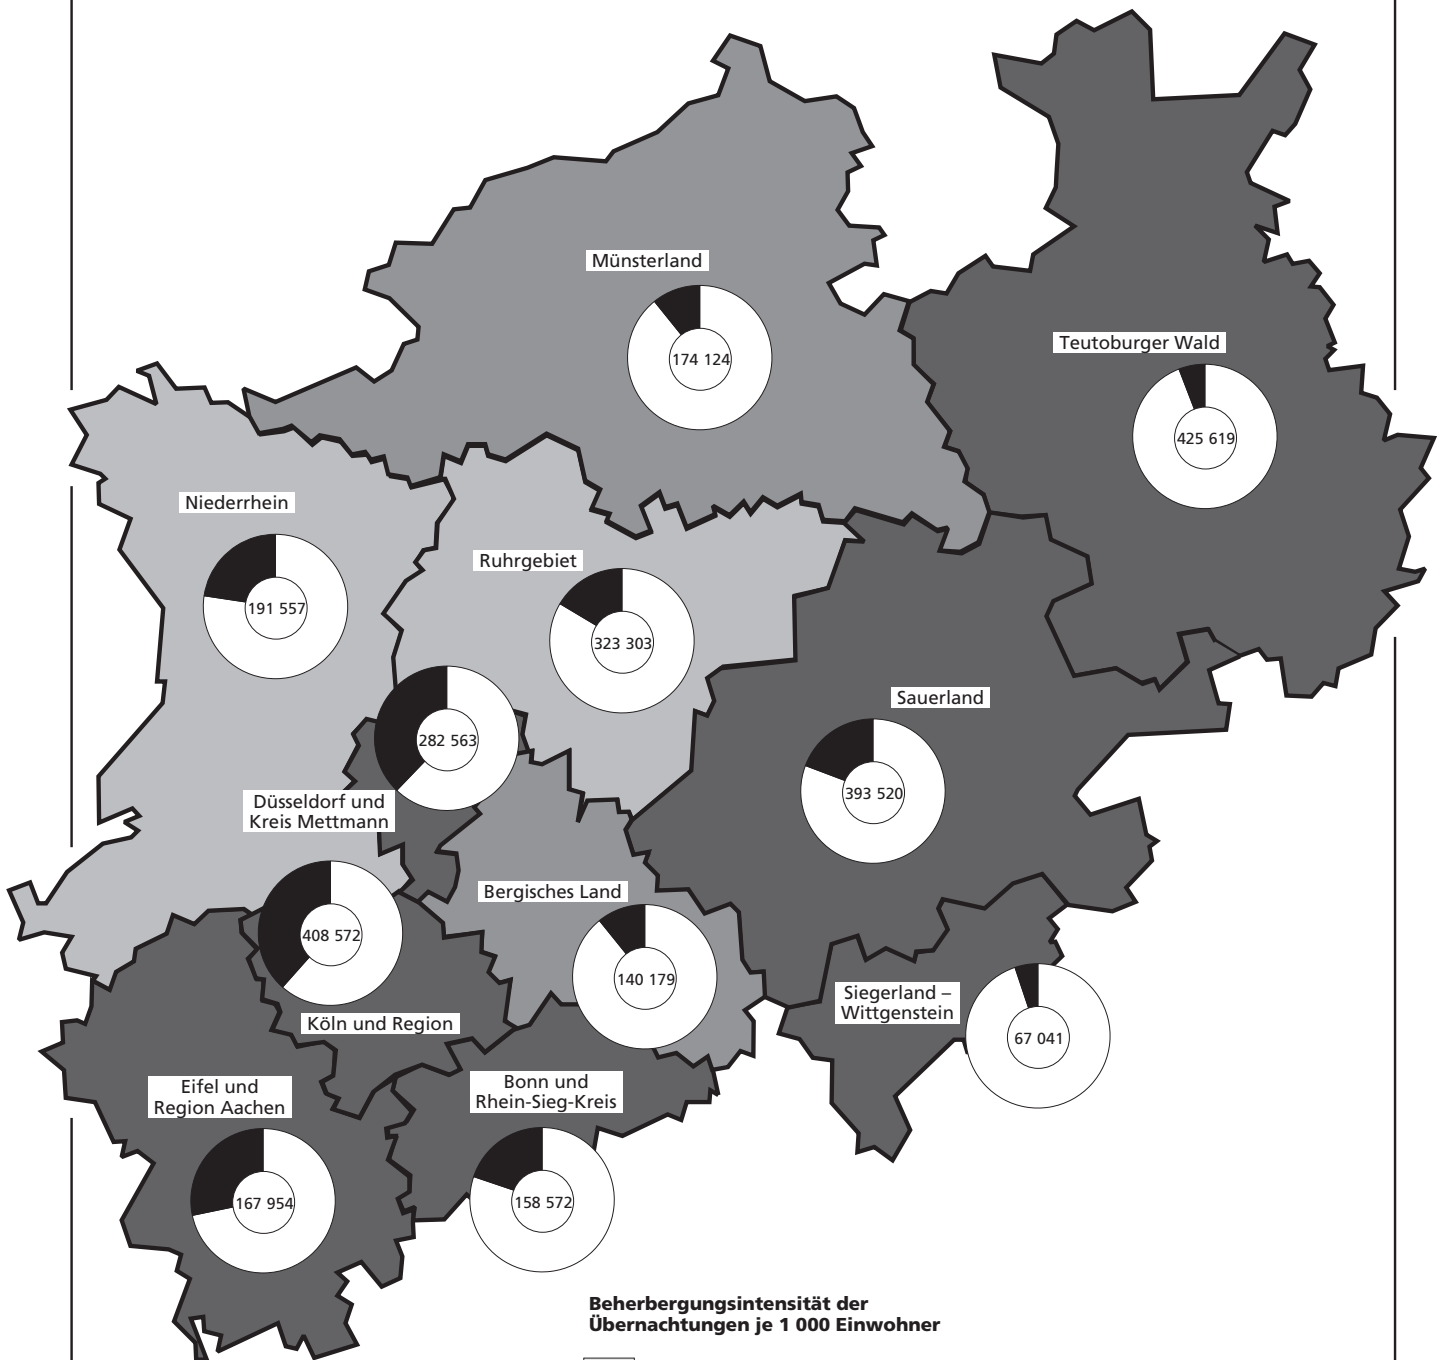 Münsterland
174 124
Teutoburger Wald
425 619
Niederrhein
191 557
Ruhrgebiet
323 303
282 563
Düsseldorf und
Kreis Mettmann
Sauerland
393 520
Bergisches Land
140 179
408 572
Köln und Region
Siegerland –
Wittgenstein
67 041
Eifel und
Region Aachen
167 954
Bonn und
Rhein-Sieg-Kreis
158 572
Beherbergungsintensität der
Übernachtungen je 1 000 Einwohner